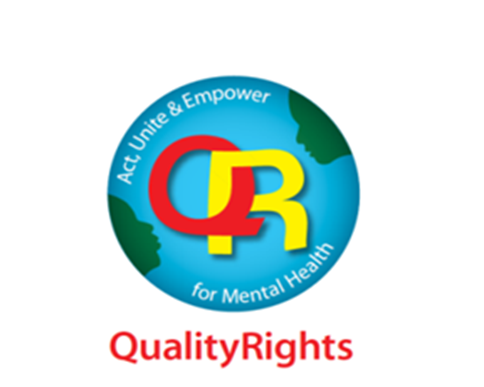 Act, Unite & Empower
QR
for Mental Health
QualityRights